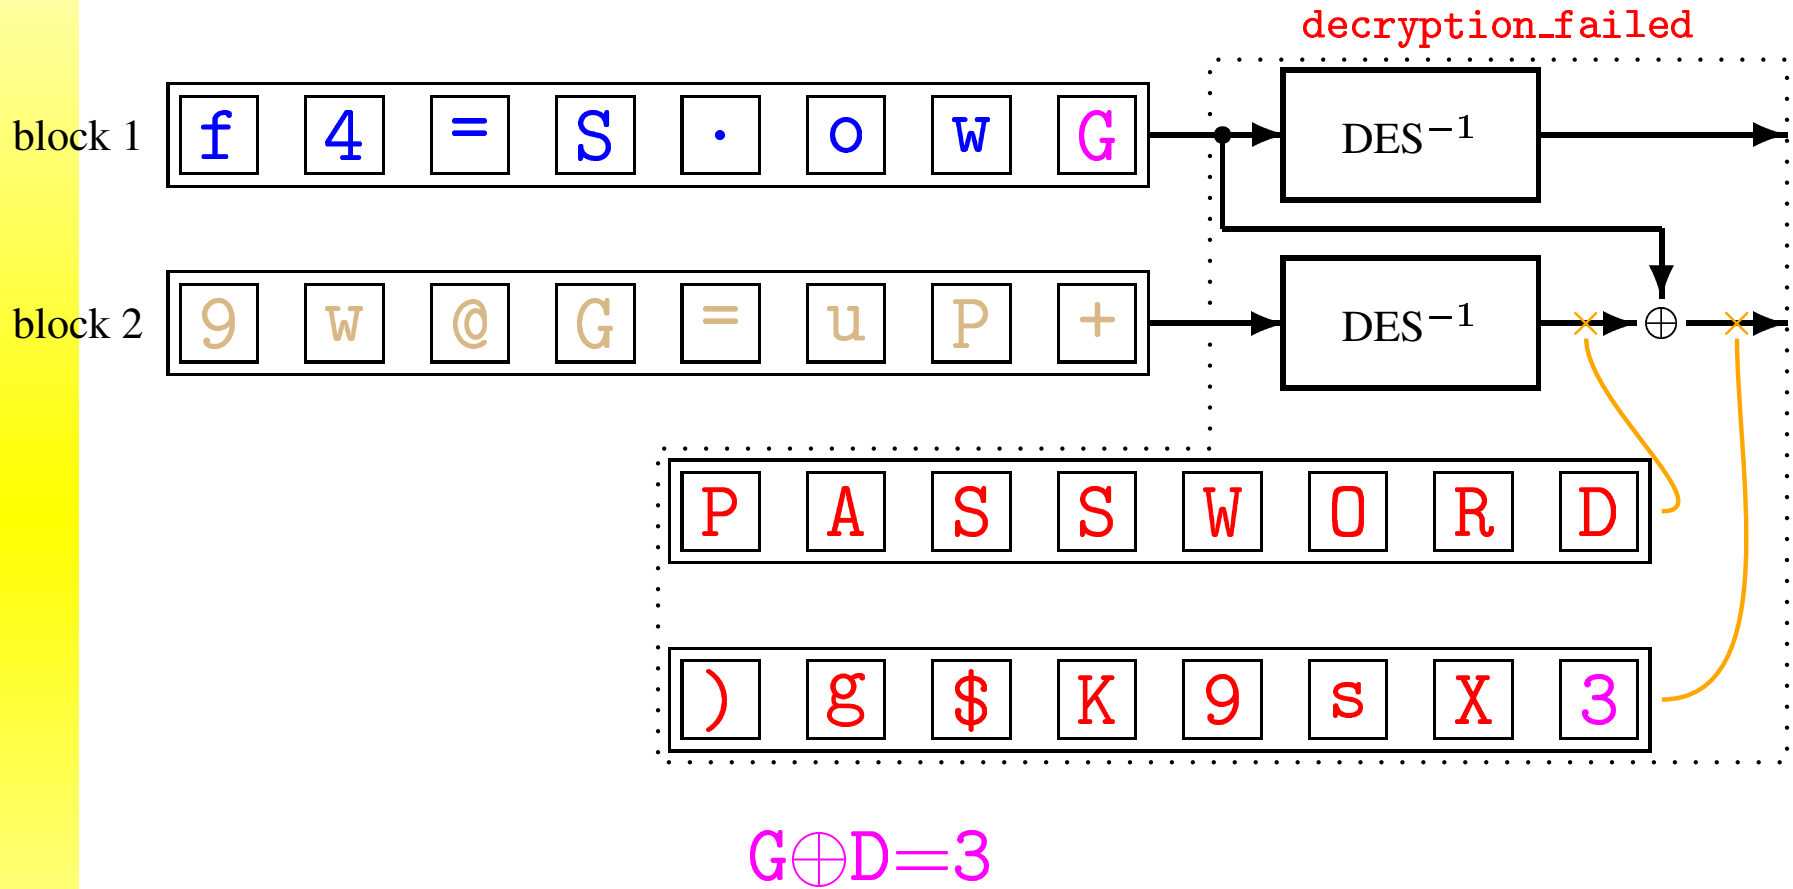 decryption_failed
block 1 f 4 = S · o w G DES⁻¹
block 2 9 w @ G = u P + DES⁻¹ ⊕
P A S S W O R D
) g $ K 9 s X 3
G⊕D=3